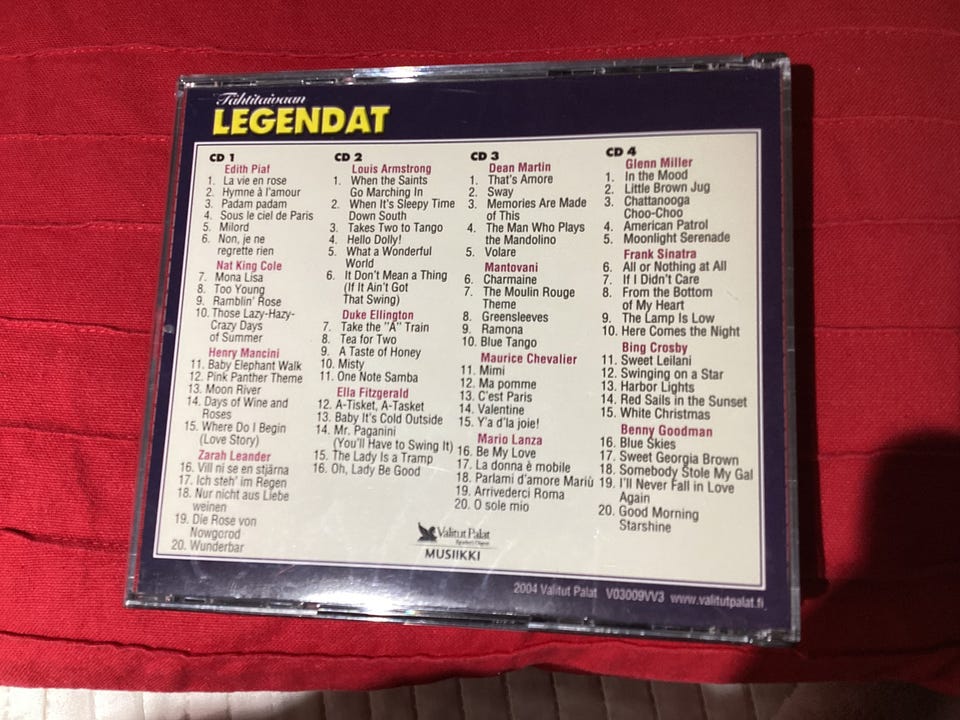 Tähtitaivaan
LEGENDAT
CD 1
Edith Piaf
1. La vie en rose
2. Hymne à l'amour
3. Padam padam
4. Sous le ciel de Paris
5. Milord
6. Non, je ne
regrette rien
Nat King Cole
7. Mona Lisa
8. Too Young
9. Ramblin' Rose
10. Those Lazy-Hazy-
Crazy Days
of Summer
Henry Mancini
11. Baby Elephant Walk
12. Pink Panther Theme
13. Moon River
14. Days of Wine and
Roses
15. Where Do I Begin
(Love Story)
Zarah Leander
16. Vill ni se en stjärna
17. Ich steh' im Regen
18. Nur nicht aus Liebe
weinen
19. Die Rose von
Nowgorod
20. Wunderbar
CD 2
Louis Armstrong
1. When the Saints
Go Marching In
2. When It's Sleepy Time
Down South
3. Takes Two to Tango
4. Hello Dolly!
5. What a Wonderful
World
6. It Don't Mean a Thing
(If It Ain't Got
That Swing)
Duke Ellington
7. Take the "A" Train
8. Tea for Two
9. A Taste of Honey
10. Misty
11. One Note Samba
Ella Fitzgerald
12. A-Tisket, A-Tasket
13. Baby It's Cold Outside
14. Mr. Paganini
(You'll Have to Swing It)
15. The Lady Is a Tramp
16. Oh, Lady Be Good
CD 3
Dean Martin
1. That's Amore
2. Sway
3. Memories Are Made
of This
4. The Man Who Plays
the Mandolino
5. Volare
Mantovani
6. Charmaine
7. The Moulin Rouge
Theme
8. Greensleeves
9. Ramona
10. Blue Tango
Maurice Chevalier
11. Mimi
12. Ma pomme
13. C'est Paris
14. Valentine
15. Y'a d'la joie!
Mario Lanza
16. Be My Love
17. La donna è mobile
18. Parlami d'amore Mariù
19. Arrivederci Roma
20. O sole mio
CD 4
Glenn Miller
1. In the Mood
2. Little Brown Jug
3. Chattanooga
Choo-Choo
4. American Patrol
5. Moonlight Serenade
Frank Sinatra
6. All or Nothing at All
7. If I Didn't Care
8. From the Bottom
of My Heart
9. The Lamp Is Low
10. Here Comes the Night
Bing Crosby
11. Sweet Leilani
12. Swinging on a Star
13. Harbor Lights
14. Red Sails in the Sunset
15. White Christmas
Benny Goodman
16. Blue Skies
17. Sweet Georgia Brown
18. Somebody Stole My Gal
19. I'll Never Fall in Love
Again
20. Good Morning
Starshine
Valitut Palat
Reader's Digest
MUSIIKKI
2004 Valitut Palat V03009VV3 www.valitutpalat.fi